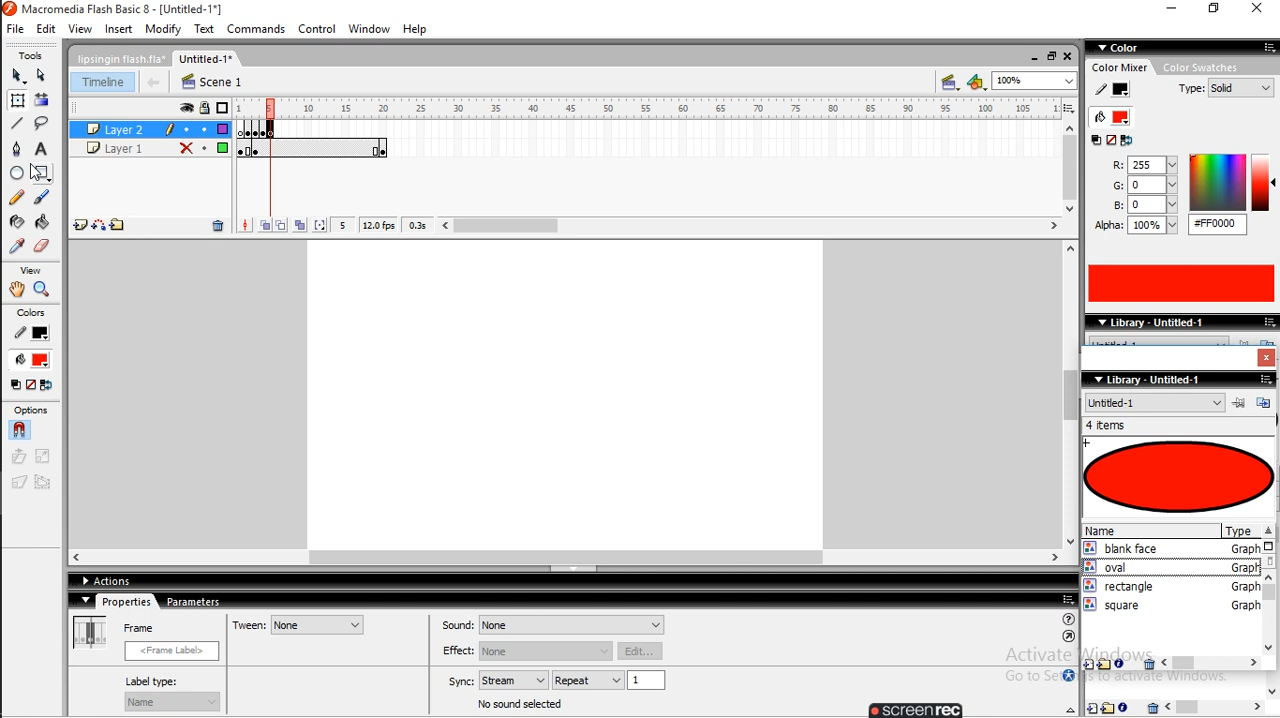 Macromedia Flash Basic 8 - [Untitled-1*]
File Edit View Insert Modify Text Commands Control Window Help
Tools
lipsingin flash.fla* Untitled-1*
Timeline Scene 1 100%
1 5 10 15 20 25 30 35 40 45 50 55 60 65 70 75 80 85 90 95 100 105 1
Layer 2
Layer 1
5 12.0 fps 0.3s
View
Colors
Options
Color
Color Mixer Color Swatches
Type: Solid
R: 255
G: 0
B: 0
Alpha: 100% #FF0000
Library - Untitled-1
Untitled-1
Library - Untitled-1
Untitled-1
4 items
Name Type
blank face Graph
oval Graph
rectangle Graph
square Graph
Actions
Properties Parameters
Frame
<Frame Label>
Label type:
Name
Tween: None
Sound: None
Effect: None Edit...
Sync: Stream Repeat 1
No sound selected
Activate Windows
Go to Settings to activate Windows.
screenrec